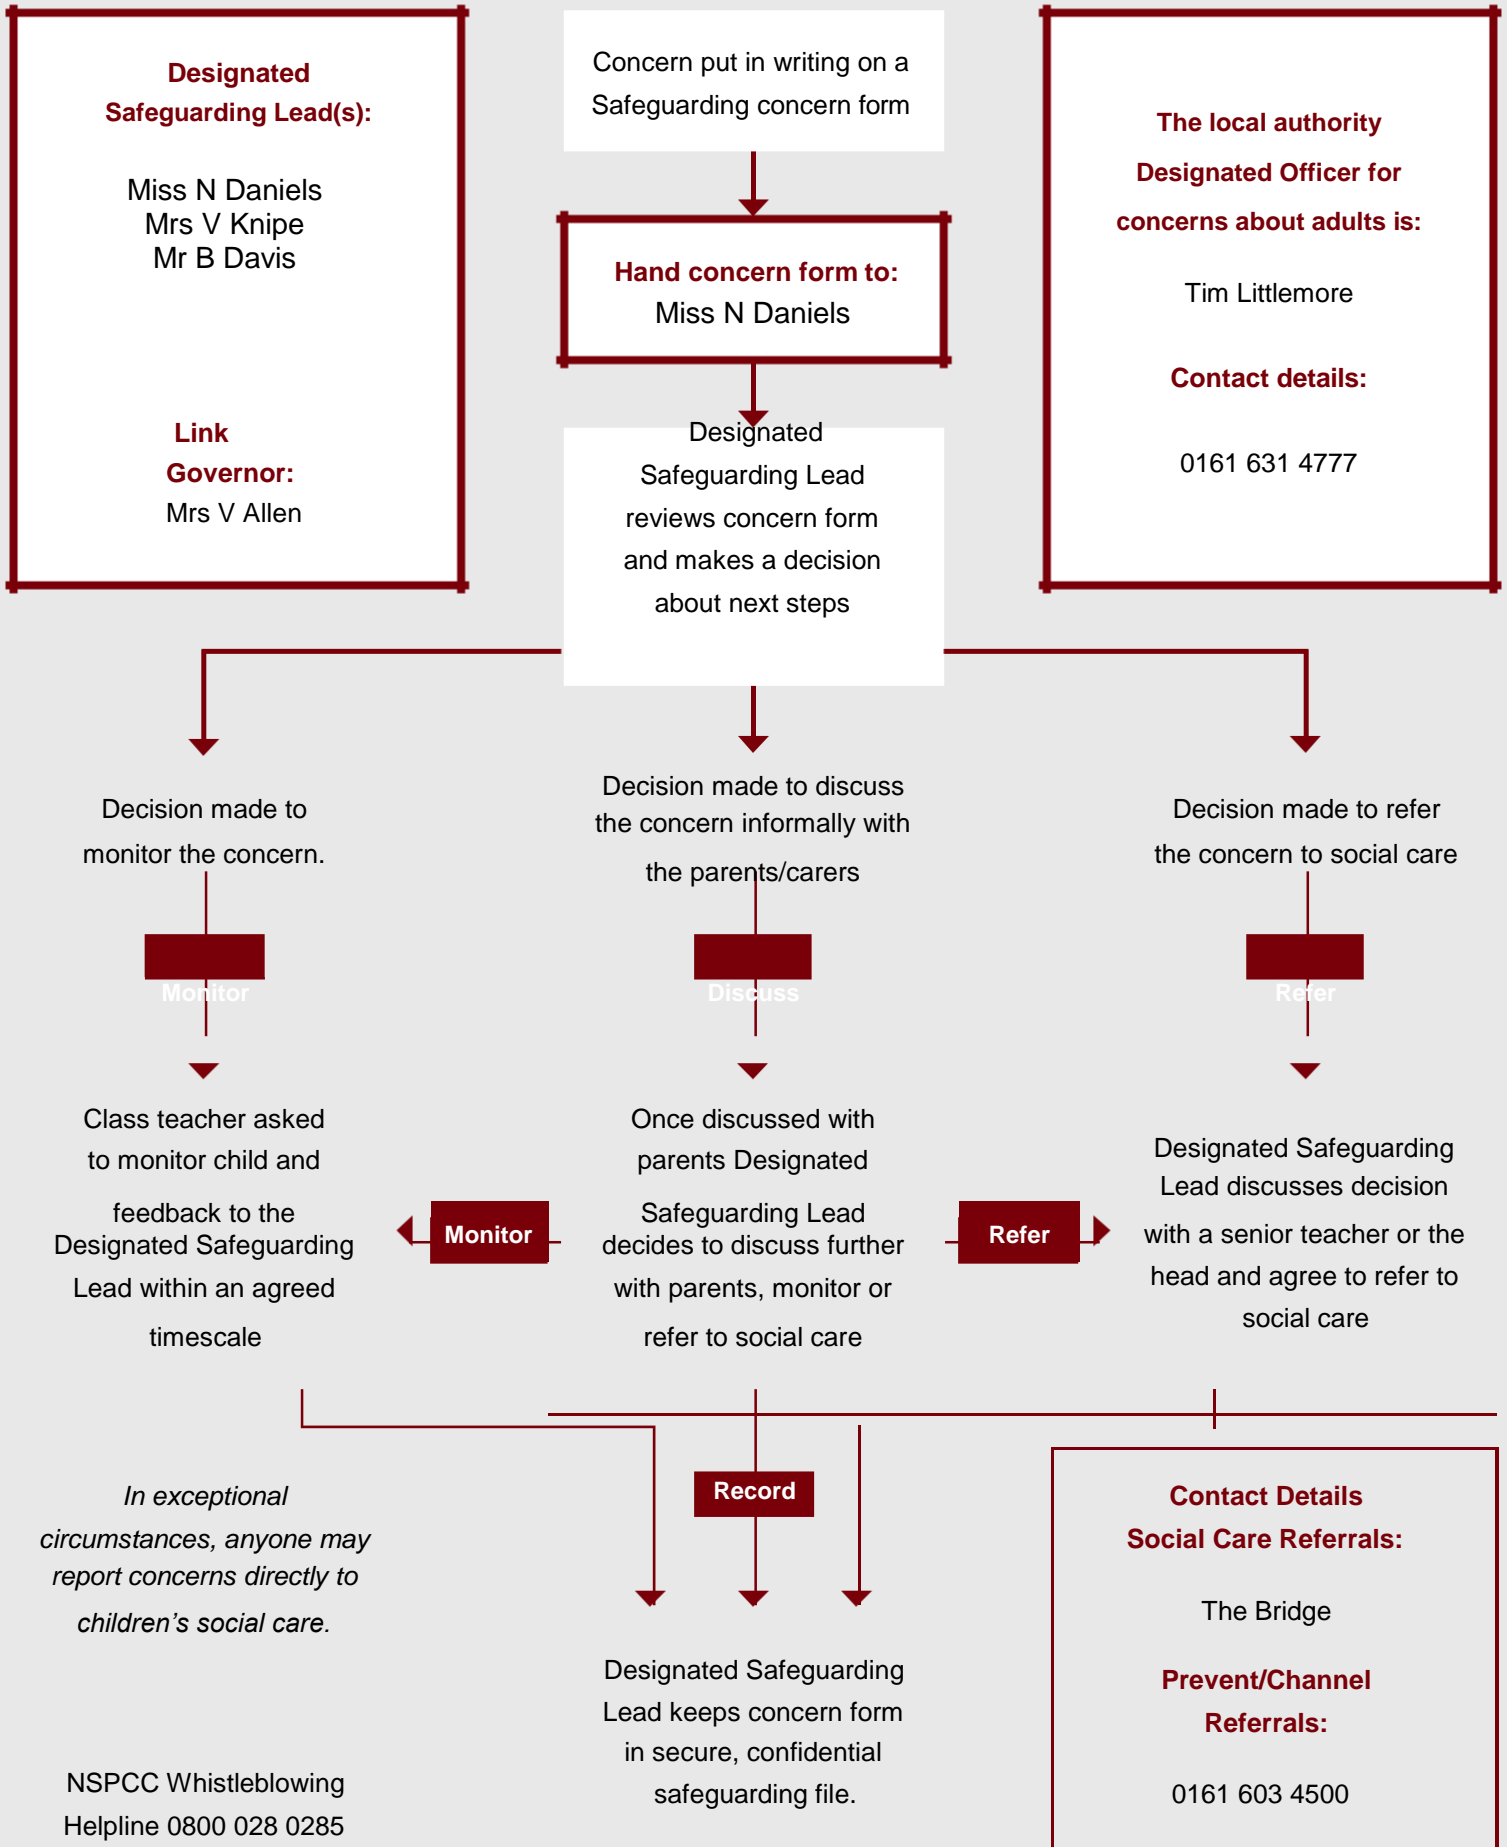 Designated
Safeguarding Lead(s):
Miss N Daniels
Mrs V Knipe
Mr B Davis
Link
Governor:
Mrs V Allen
Concern put in writing on a
Safeguarding concern form
Hand concern form to:
Miss N Daniels
Designated
Safeguarding Lead
reviews concern form
and makes a decision
about next steps
The local authority
Designated Officer for
concerns about adults is:
Tim Littlemore
Contact details:
0161 631 4777
Decision made to
monitor the concern.
Decision made to discuss
the concern informally with
the parents/carers
Decision made to refer
the concern to social care
Monitor
Discuss
Refer
Class teacher asked
to monitor child and
feedback to the
Designated Safeguarding
Lead within an agreed
timescale
Monitor
Once discussed with
parents Designated
Safeguarding Lead
decides to discuss further
with parents, monitor or
refer to social care
Refer
Designated Safeguarding
Lead discusses decision
with a senior teacher or the
head and agree to refer to
social care
In exceptional
circumstances, anyone may
report concerns directly to
children’s social care.
NSPCC Whistleblowing
Helpline 0800 028 0285
Record
Designated Safeguarding
Lead keeps concern form
in secure, confidential
safeguarding file.
Contact Details
Social Care Referrals:
The Bridge
Prevent/Channel
Referrals:
0161 603 4500